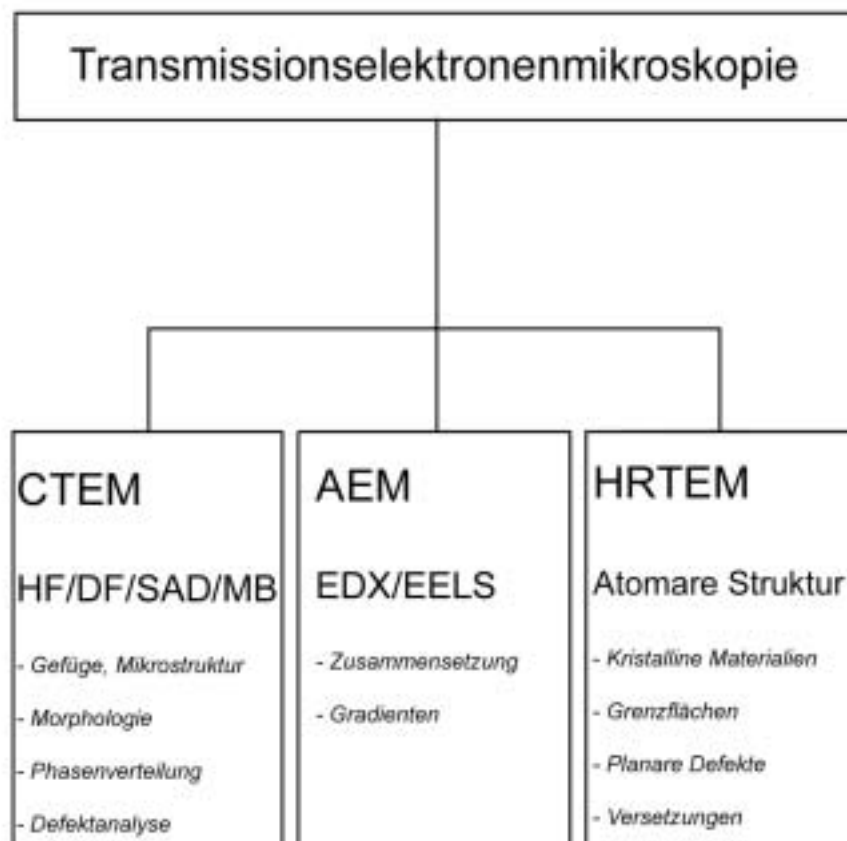 Transmissionselektronenmikroskopie
CTEM
HF/DF/SAD/MB
- Gefüge, Mikrostruktur
- Morphologie
- Phasenverteilung
- Defektanalyse
AEM
EDX/EELS
- Zusammensetzung
- Gradienten
HRTEM
Atomare Struktur
- Kristalline Materialien
- Grenzflächen
- Planare Defekte
- Versetzungen